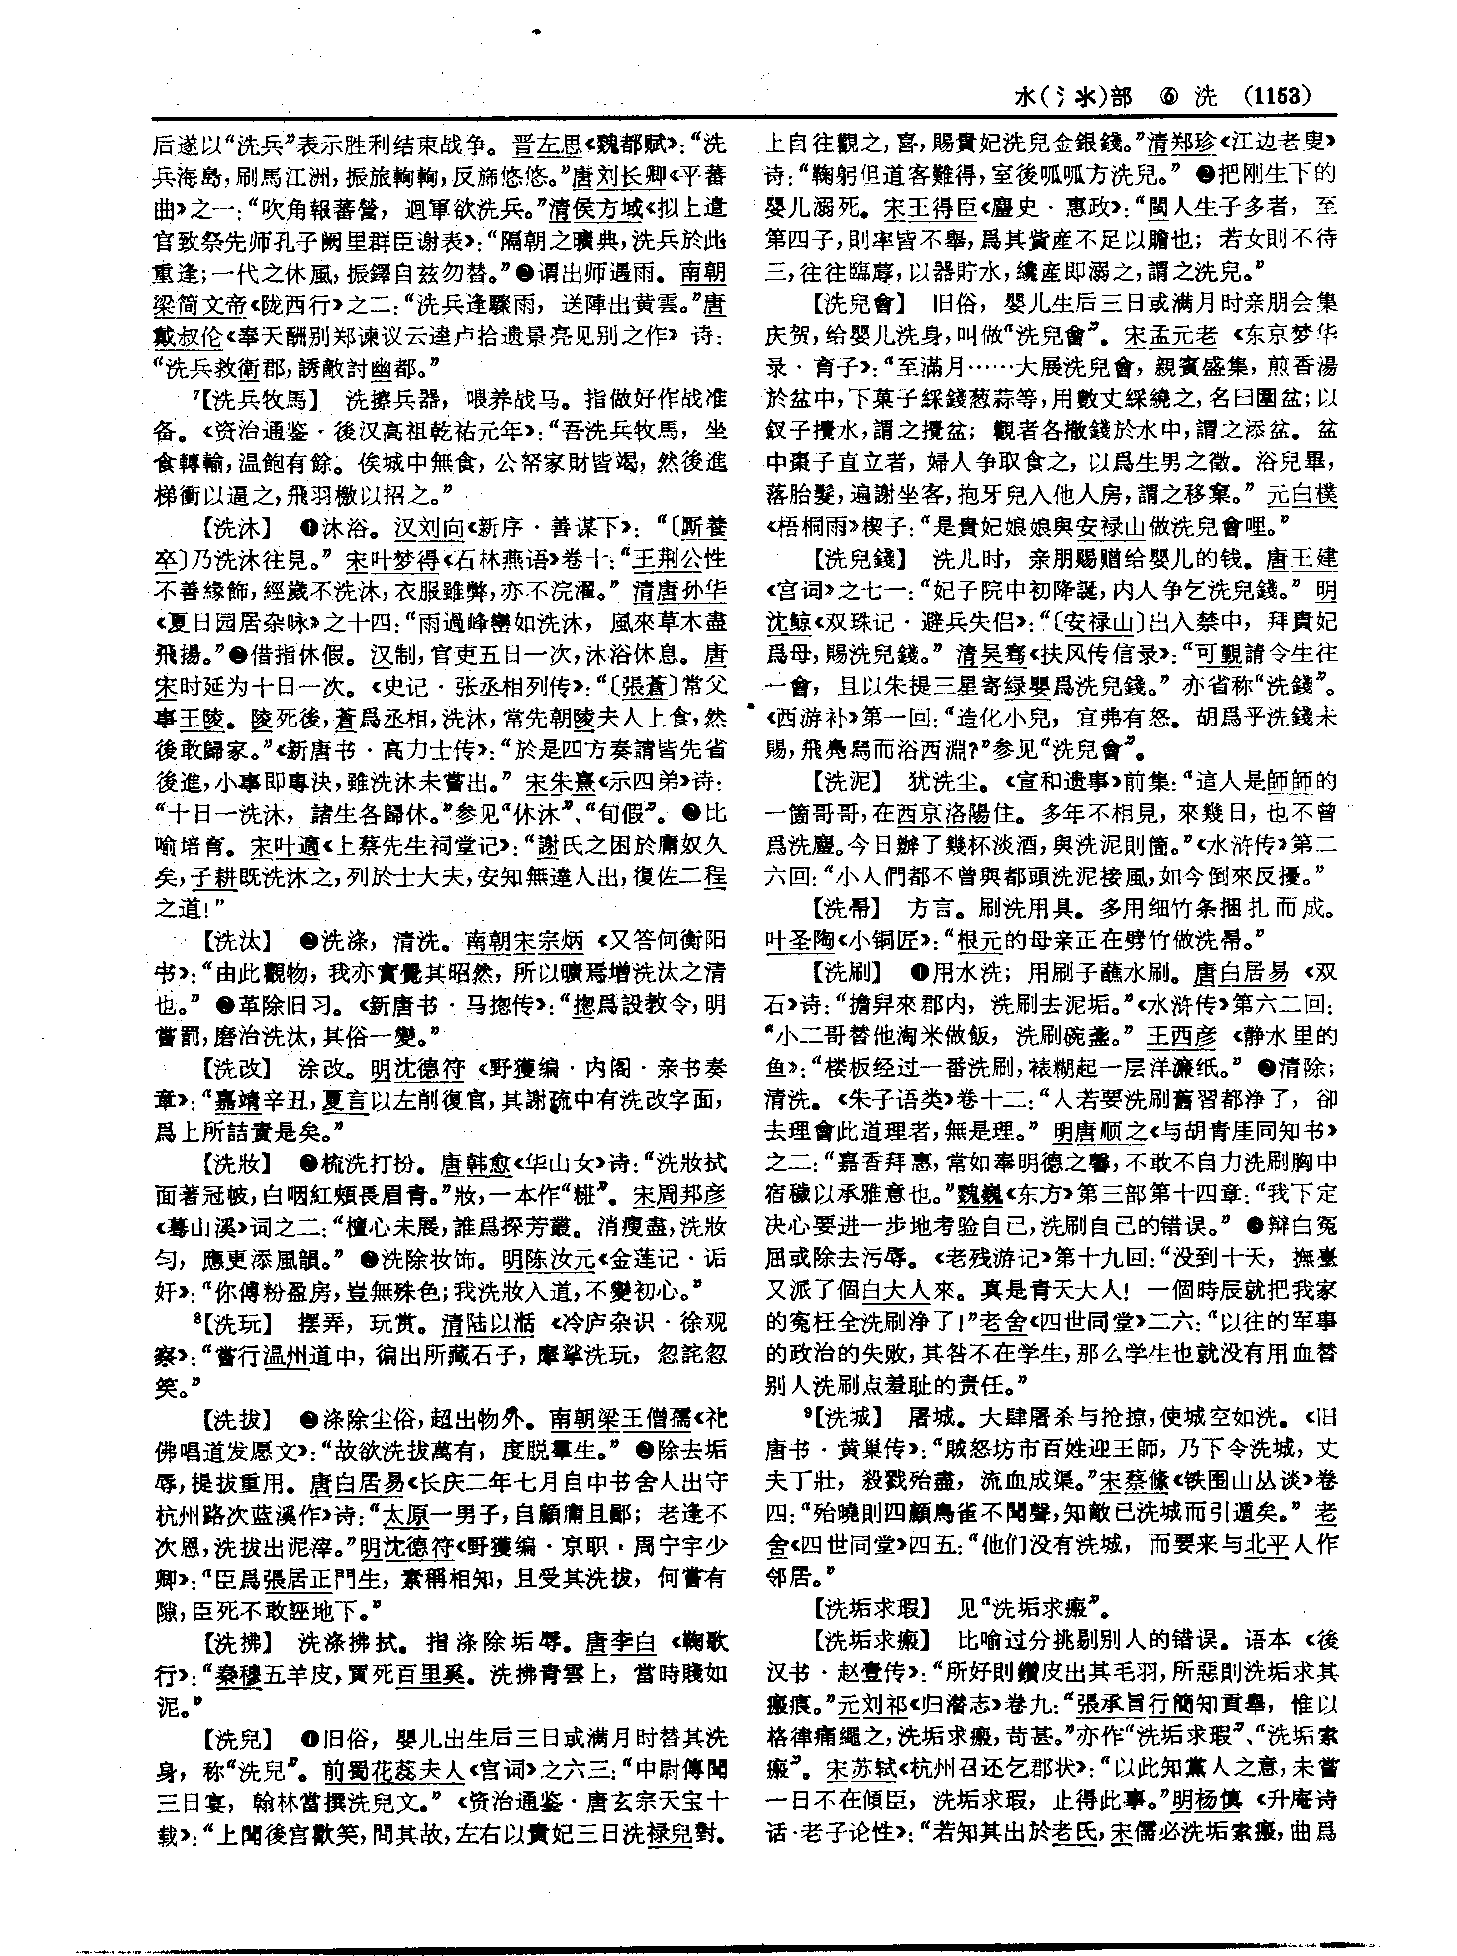 水(氵氺)部 ⑥ 洗 (1153)
后遂以“洗兵”表示胜利结束战争。晋左思《魏都赋》：“洗
兵海島，刷馬江洲，振旅軥軥，反旆悠悠。”唐刘长卿《平蕃
曲》之一：“吹角報蕃營，迴軍欲洗兵。”清侯方域《拟上遣
官致祭先师孔子阙里群臣谢表》：“隔朝之曠典，洗兵於此
重逢；一代之休風，振鐸自兹勿替。”❷谓出师遇雨。南朝
梁简文帝《陇西行》之二：“洗兵逢驟雨，送陣出黄雲。”唐
戴叔伦《奉天酬别郑谏议云逵卢拾遗景亮见别之作》诗：
“洗兵救衛郡，誘敵討幽都。”
⁷【洗兵牧馬】 洗擦兵器，喂养战马。指做好作战准
备。《资治通鉴·後汉高祖乾祐元年》：“吾洗兵牧馬，坐
食轉輸，温飽有餘。俟城中無食，公帑家財皆竭，然後進
梯衝以逼之，飛羽檄以招之。”
【洗沐】 ❶沐浴。汉刘向《新序·善谋下》：“〔厮養
卒〕乃洗沐往見。”宋叶梦得《石林燕语》卷十：“王荆公性
不善緣飾，經歲不洗沐，衣服雖弊，亦不浣濯。”清唐孙华
《夏日园居杂咏》之十四：“雨過峰巒如洗沐，風來草木盡
飛揚。”❷借指休假。汉制，官吏五日一次，沐浴休息。唐
宋时延为十日一次。《史记·张丞相列传》：“〔張蒼〕常父
事王陵。陵死後，蒼爲丞相，洗沐，常先朝陵夫人上食，然
後敢歸家。”《新唐书·高力士传》：“於是四方奏請皆先省
後進，小事即專決，雖洗沐未嘗出。”宋朱熹《示四弟》诗：
“十日一洗沐，諸生各歸休。”参见“休沐”、“旬假”。❸比
喻培育。宋叶適《上蔡先生祠堂记》：“謝氏之困於庸奴久
矣，子耕既洗沐之，列於士大夫，安知無達人出，復佐二程
之道！”
【洗汰】 ❶洗涤，清洗。南朝宋宗炳《又答何衡阳
书》：“由此觀物，我亦實覺其昭然，所以曠焉增洗汰之清
也。”❷革除旧习。《新唐书·马揔传》：“揔爲設教令，明
賞罰，磨治洗汰，其俗一變。”
【洗改】 涂改。明沈德符《野獲编·内阁·亲书奏
章》：“嘉靖辛丑，夏言以左削復官，其謝疏中有洗改字面，
爲上所詰責是矣。”
【洗妝】 ❶梳洗打扮。唐韩愈《华山女》诗：“洗妝拭
面著冠帔，白咽紅頰長眉青。”妝，一本作“粧”。宋周邦彦
《蓦山溪》词之二：“檀心未展，誰爲探芳叢。消瘦盡，洗妝
匀，應更添風韻。”❷洗除妆饰。明陈汝元《金莲记·诟
奸》：“你傅粉盈房，豈無殊色；我洗妝入道，不變初心。”
⁸【洗玩】 摆弄，玩赏。清陆以湉《冷庐杂识·徐观
察》：“嘗行温州道中，徧出所藏石子，摩挲洗玩，忽詫忽
笑。”
【洗拔】 ❶涤除尘俗，超出物外。南朝梁王僧孺《礼
佛唱道发愿文》：“故欲洗拔萬有，度脱羣生。”❷除去垢
辱，提拔重用。唐白居易《长庆二年七月自中书舍人出守
杭州路次蓝溪作》诗：“太原一男子，自顧庸且鄙；老逢不
次恩，洗拔出泥滓。”明沈德符《野獲编·京职·周宁宇少
卿》：“臣爲張居正門生，素稱相知，且受其洗拔，何嘗有
隙，臣死不敢誣地下。”
【洗拂】 洗涤拂拭。指涤除垢辱。唐李白《鞠歌
行》：“秦穆五羊皮，買死百里奚。洗拂青雲上，當時賤如
泥。”
【洗兒】 ❶旧俗，婴儿出生后三日或满月时替其洗
身，称“洗兒”。前蜀花蕊夫人《宫词》之六三：“中尉傳聞
三日宴，翰林當撰洗兒文。”《资治通鉴·唐玄宗天宝十
载》：“上聞後宫歡笑，問其故，左右以貴妃三日洗禄兒對。
上自往觀之，喜，賜貴妃洗兒金銀錢。”清郑珍《江边老叟》
诗：“鞠躬但道客難得，室後呱呱方洗兒。”❷把刚生下的
婴儿溺死。宋王得臣《麈史·惠政》：“閩人生子多者，至
第四子，則率皆不舉，爲其貲産不足以贍也；若女則不待
三，往往臨蓐，以器貯水，纔産即溺之，謂之洗兒。”
【洗兒會】 旧俗，婴儿生后三日或满月时亲朋会集
庆贺，给婴儿洗身，叫做“洗兒會”。宋孟元老《东京梦华
录·育子》：“至滿月……大展洗兒會，親賓盛集，煎香湯
於盆中，下菓子綵錢葱蒜等，用數丈綵繞之，名曰圍盆；以
釵子攪水，謂之攪盆；觀者各撒錢於水中，謂之添盆。盆
中棗子直立者，婦人争取食之，以爲生男之徵。浴兒畢，
落胎髮，遍謝坐客，抱牙兒入他人房，謂之移窠。”元白樸
《梧桐雨》楔子：“是貴妃娘娘與安禄山做洗兒會哩。”
【洗兒錢】 洗儿时，亲朋赐赠给婴儿的钱。唐王建
《宫词》之七一：“妃子院中初降誕，内人争乞洗兒錢。”明
沈鲸《双珠记·避兵失侣》：“〔安禄山〕出入禁中，拜貴妃
爲母，賜洗兒錢。”清吴骞《扶风传信录》：“可覲請令生往
一會，且以朱提三星寄緑嬰爲洗兒錢。”亦省称“洗錢”。
《西游补》第一回：“造化小兒，宜弗有怒。胡爲乎洗錢未
賜，飛凫舄而浴西淵？”参见“洗兒會”。
【洗泥】 犹洗尘。《宣和遗事》前集：“這人是師師的
一箇哥哥，在西京洛陽住。多年不相見，來幾日，也不曾
爲洗塵。今日辦了幾杯淡酒，與洗泥則箇。”《水浒传》第二
六回：“小人們都不曾與都頭洗泥接風，如今倒來反擾。”
【洗帚】 方言。刷洗用具。多用细竹条捆扎而成。
叶圣陶《小铜匠》：“根元的母亲正在劈竹做洗帚。”
【洗刷】 ❶用水洗；用刷子蘸水刷。唐白居易《双
石》诗：“擔舁來郡内，洗刷去泥垢。”《水浒传》第六二回：
“小二哥替他淘米做飯，洗刷碗盞。”王西彦《静水里的
鱼》：“楼板经过一番洗刷，裱糊起一层洋濂纸。”❷清除；
清洗。《朱子语类》卷十二：“人若要洗刷舊習都净了，卻
去理會此道理者，無是理。”明唐顺之《与胡青厓同知书》
之二：“嘉香拜惠，常如奉明德之馨，不敢不自力洗刷胸中
宿穢以承雅意也。”魏巍《东方》第三部第十四章：“我下定
决心要进一步地考验自己，洗刷自己的错误。”❸辩白冤
屈或除去污辱。《老残游记》第十九回：“没到十天，撫臺
又派了個白大人來。真是青天大人！一個時辰就把我家
的冤枉全洗刷净了！”老舍《四世同堂》二六：“以往的军事
的政治的失败，其咎不在学生，那么学生也就没有用血替
别人洗刷点羞耻的责任。”
⁹【洗城】 屠城。大肆屠杀与抢掠，使城空如洗。《旧
唐书·黄巢传》：“賊怒坊市百姓迎王師，乃下令洗城，丈
夫丁壯，殺戮殆盡，流血成渠。”宋蔡絛《铁围山丛谈》卷
四：“殆曉則四顧鳥雀不聞聲，知敵已洗城而引遁矣。”老
舍《四世同堂》四五：“他们没有洗城，而要来与北平人作
邻居。”
【洗垢求瑕】 见“洗垢求瘢”。
【洗垢求瘢】 比喻过分挑剔别人的错误。语本《後
汉书·赵壹传》：“所好則鑽皮出其毛羽，所惡則洗垢求其
瘢痕。”元刘祁《归潜志》卷九：“張承旨行簡知貢舉，惟以
格律痛繩之，洗垢求瘢，苛甚。”亦作“洗垢求瑕”、“洗垢索
瘢”。宋苏轼《杭州召还乞郡状》：“以此知黨人之意，未嘗
一日不在傾臣，洗垢求瑕，止得此事。”明杨慎《升庵诗
话·老子论性》：“若知其出於老氏，宋儒必洗垢索瘢，曲爲